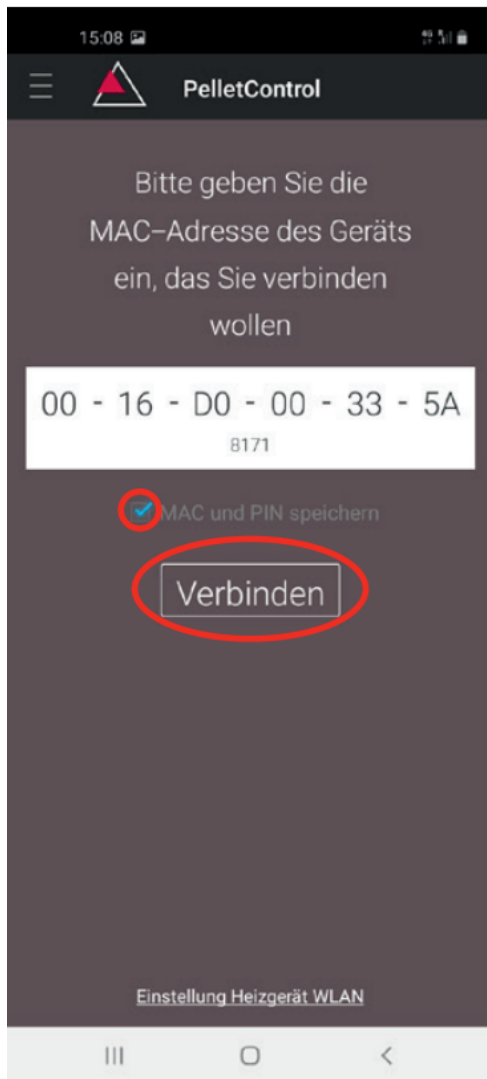 15:08
PelletControl
Bitte geben Sie die
MAC–Adresse des Geräts
ein, das Sie verbinden
wollen
00 - 16 - D0 - 00 - 33 - 5A
8171
MAC und PIN speichern
Verbinden
Einstellung Heizgerät WLAN